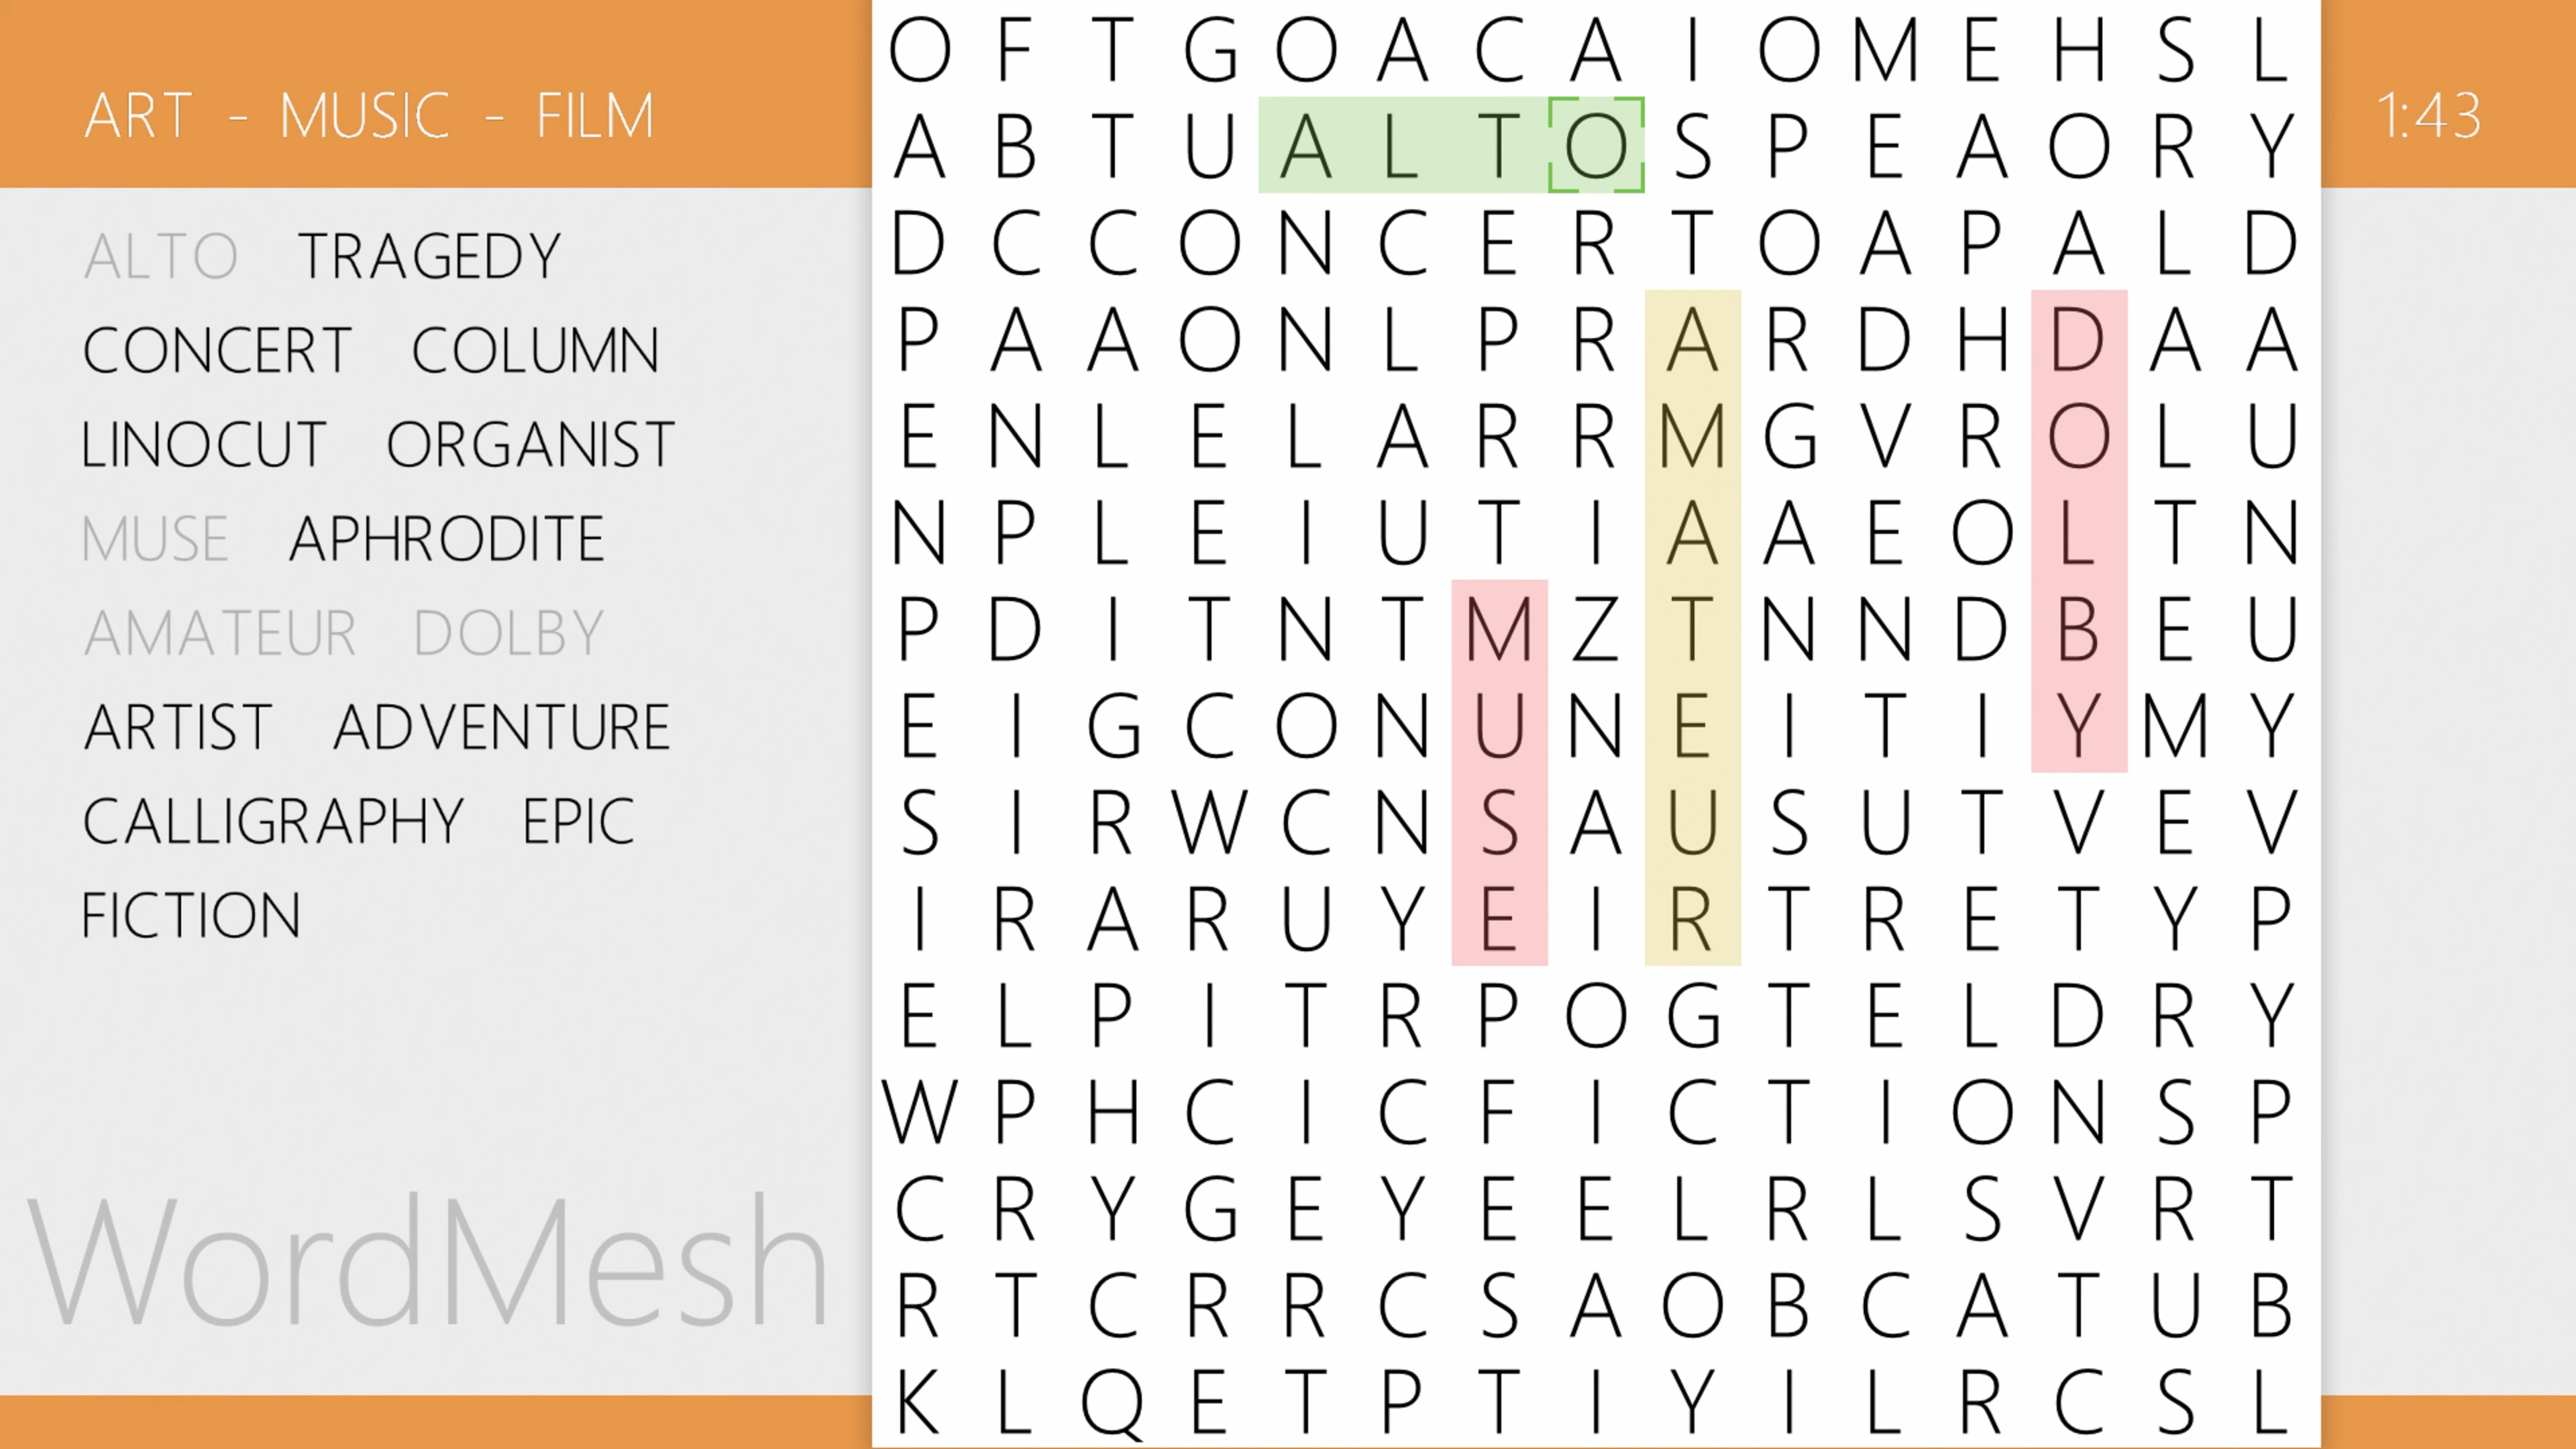 ART - MUSIC - FILM
1:43
ALTO TRAGEDY
CONCERT COLUMN
LINOCUT ORGANIST
MUSE APHRODITE
AMATEUR DOLBY
ARTIST ADVENTURE
CALLIGRAPHY EPIC
FICTION
WordMesh
O F T G O A C A I O M E H S L
A B T U A L T O S P E A O R Y
D C C O N C E R T O A P A L D
P A A O N L P R A R D H D A A
E N L E L A R R M G V R O L U
N P L E I U T I A A E O L T N
P D I T N T M Z T N N D B E U
E I G C O N U N E I T I Y M Y
S I R W C N S A U S U T V E V
I R A R U Y E I R T R E T Y P
E L P I T R P O G T E L D R Y
W P H C I C F I C T I O N S P
C R Y G E Y E E L R L S V R T
R T C R R C S A O B C A T U B
K L Q E T P T I Y I L R C S L